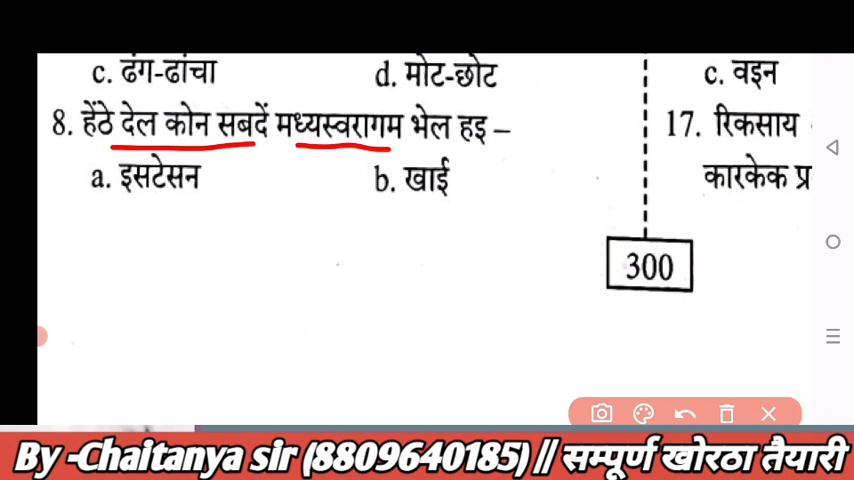 c. ढंग-ढांचा
d. मोट-छोट
8. हेंठे देल कोन सबदें मध्यस्वरागम भेल हइ –
a. इसटेसन
b. खाई
c. वइन
17. रिकसाय
कारकेक प्र
300
By -Chaitanya sir (8809640185) // सम्पूर्ण खोरठा तैयारी